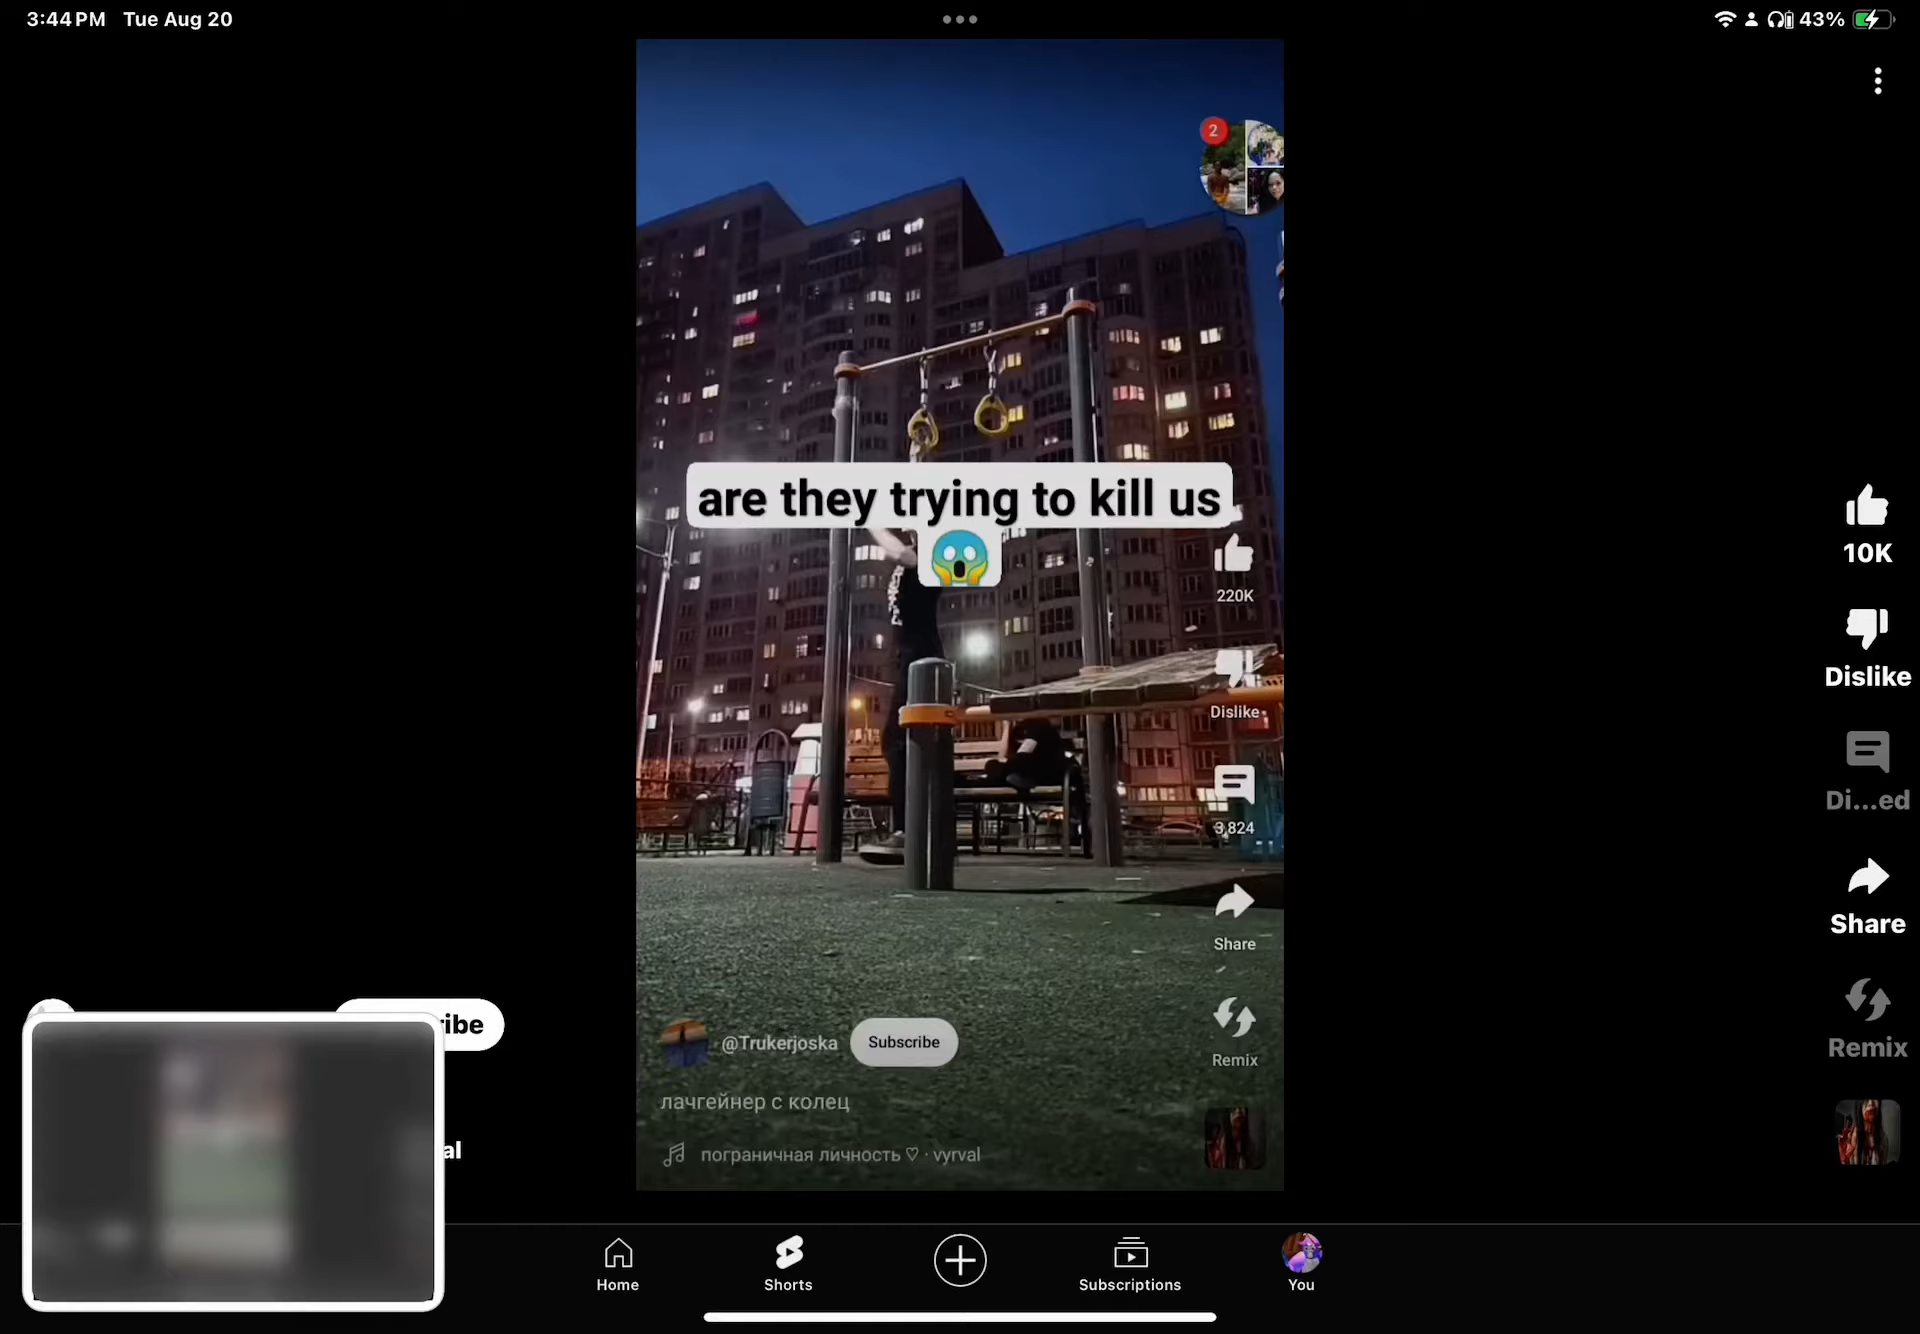 3:44 PM Tue Aug 20
43%
2
are they trying to kill us
😱
220K
Dislike
3,824
Share
Remix
@Trukerjoska
Subscribe
лачгейнер с колец
пограничная личность ♡ · vyrval
10K
Dislike
Di...ed
Share
Remix
ibe
al
Home
Shorts
Subscriptions
You